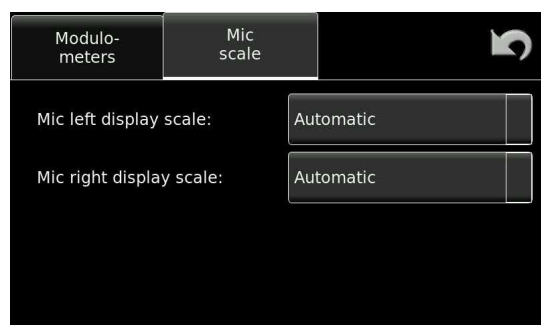 Modulo-
meters
Mic
scale
Mic left display scale:
Automatic
Mic right display scale:
Automatic